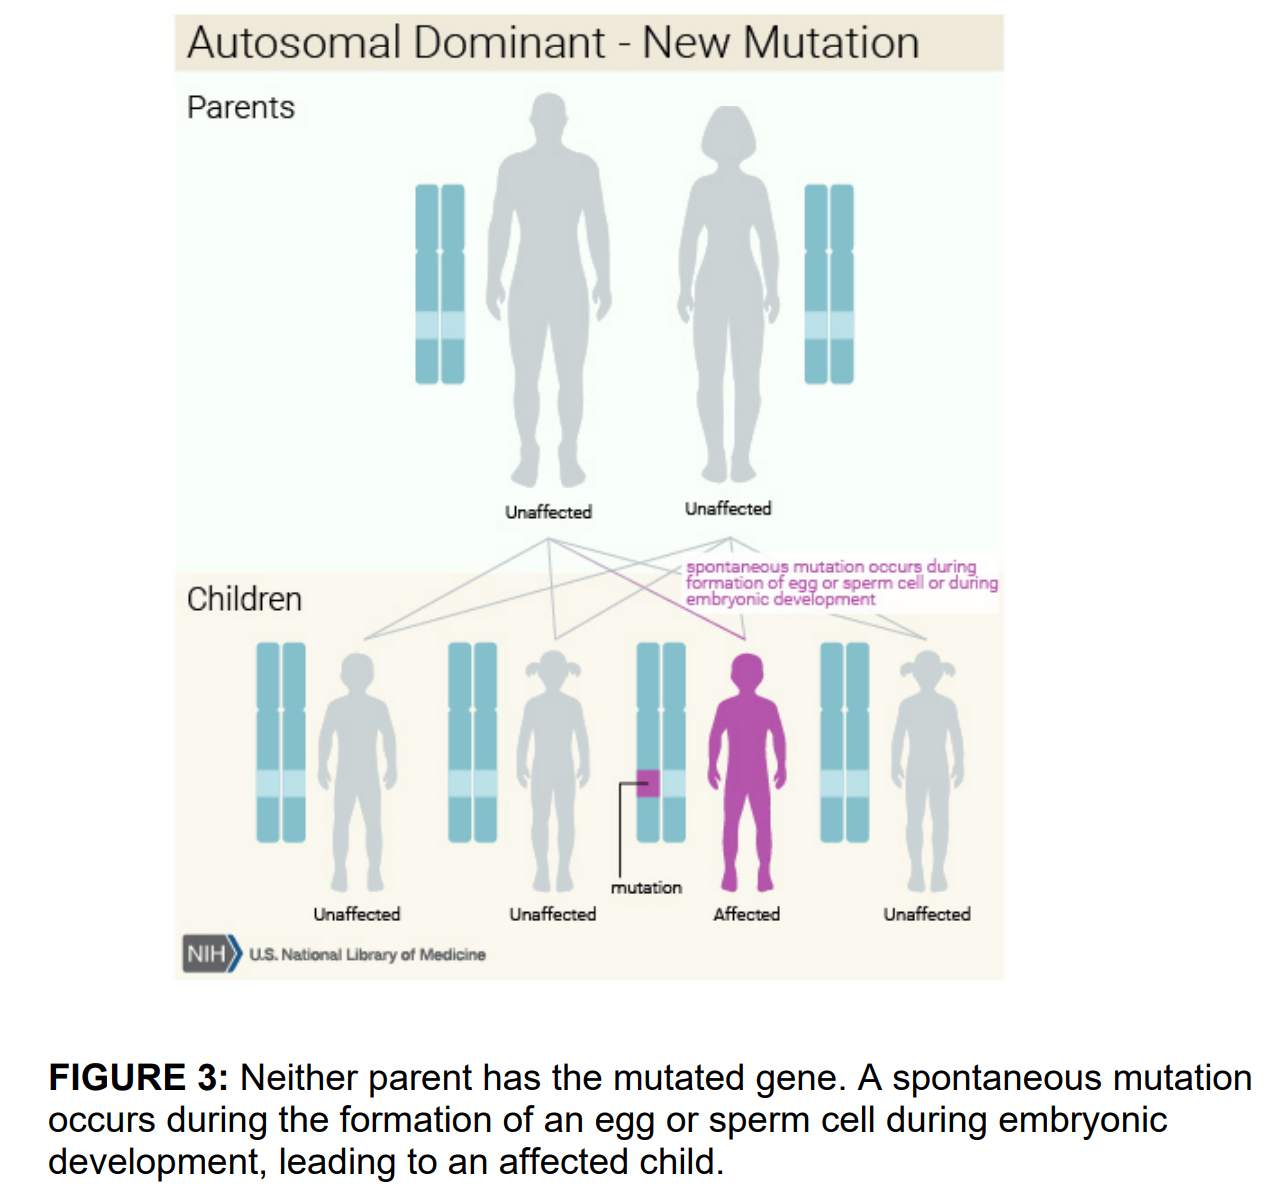 Autosomal Dominant - New Mutation
Parents
Unaffected
Unaffected
spontaneous mutation occurs during
formation of egg or sperm cell or during
embryonic development
Children
mutation
Unaffected
Unaffected
Affected
Unaffected
NIH U.S. National Library of Medicine
FIGURE 3: Neither parent has the mutated gene. A spontaneous mutation
occurs during the formation of an egg or sperm cell during embryonic
development, leading to an affected child.